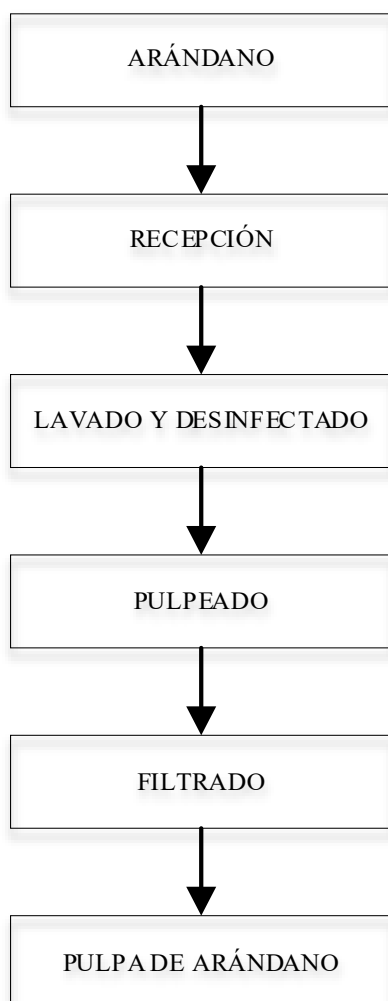 ARÁNDANO
RECEPCIÓN
LAVADO Y DESINFECTADO
PULPEADO
FILTRADO
PULPA DE ARÁNDANO